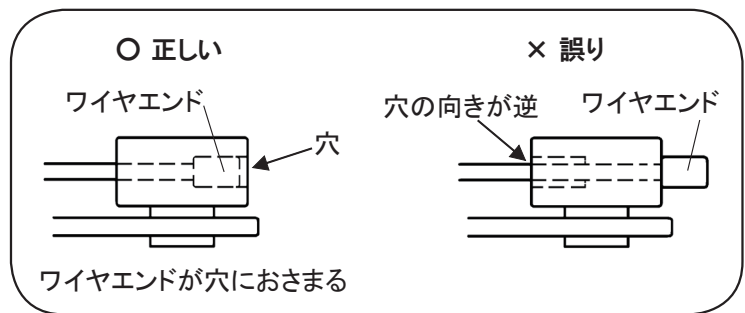 ○ 正しい
ワイヤエンド
穴
ワイヤエンドが穴におさまる
× 誤り
穴の向きが逆
ワイヤエンド